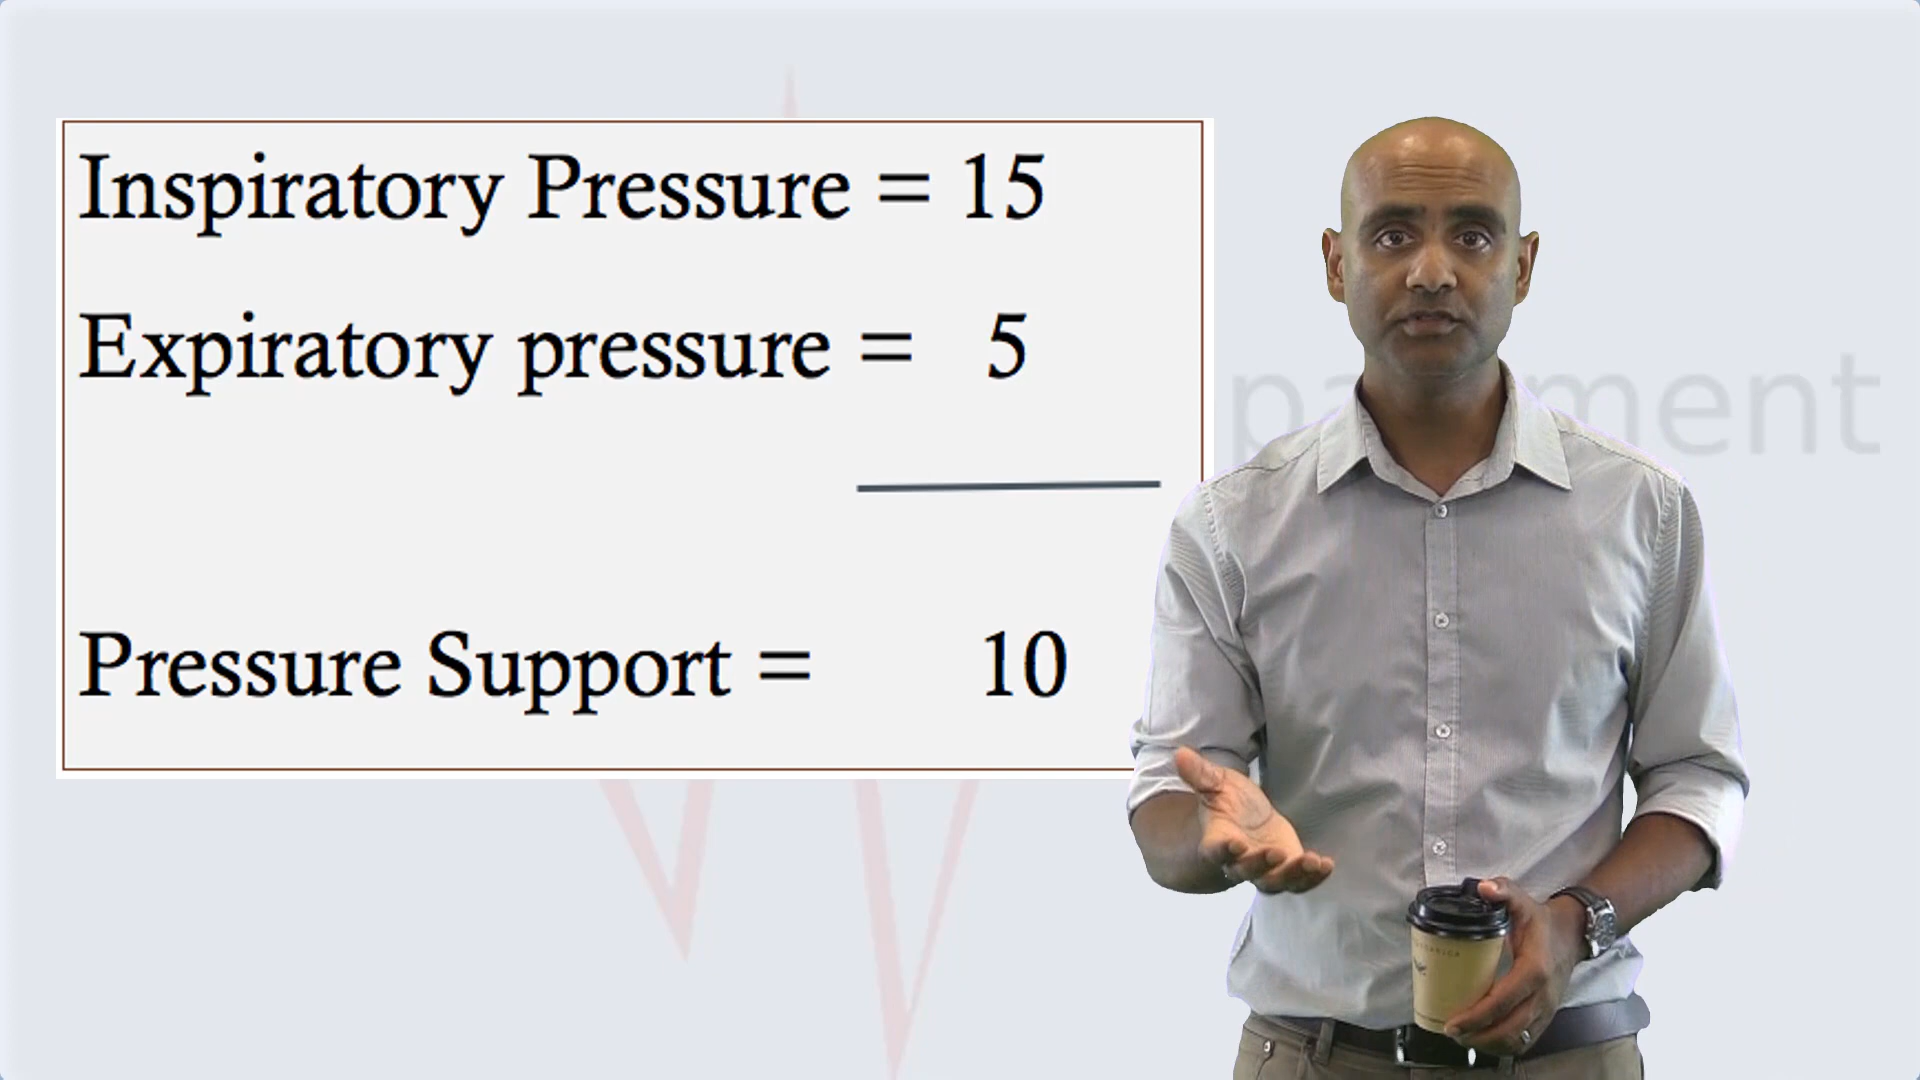 Inspiratory Pressure = 15
Expiratory pressure = 5
Pressure Support = 10